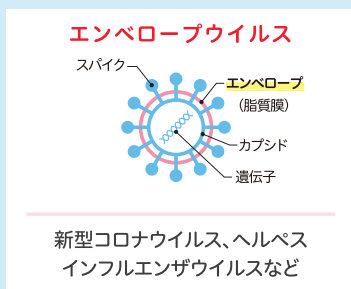 エンベロープウイルス
スパイク
エンベロープ
（脂質膜）
カプシド
遺伝子
新型コロナウイルス、ヘルペス
インフルエンザウイルスなど